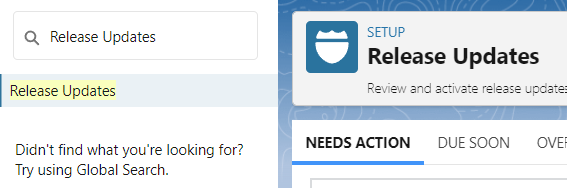 Release Updates
Release Updates
Didn't find what you're looking for?
Try using Global Search.
SETUP
Release Updates
Review and activate release updates
NEEDS ACTION
DUE SOON
OVER